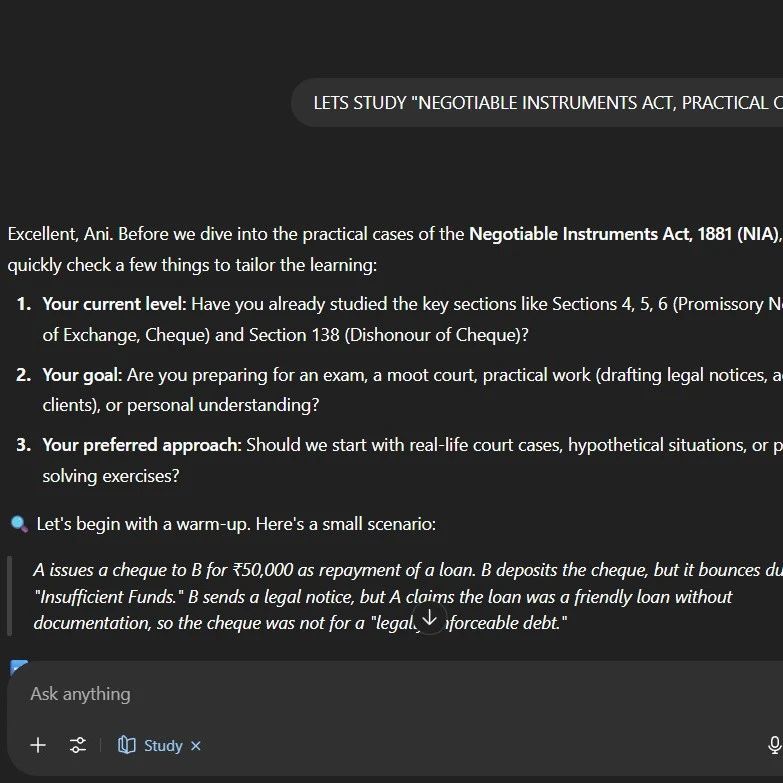 LETS STUDY "NEGOTIABLE INSTRUMENTS ACT, PRACTICAL
Excellent, Ani. Before we dive into the practical cases of the Negotiable Instruments Act, 1881 (NIA),
quickly check a few things to tailor the learning:
1. Your current level: Have you already studied the key sections like Sections 4, 5, 6 (Promissory
of Exchange, Cheque) and Section 138 (Dishonour of Cheque)?
2. Your goal: Are you preparing for an exam, a moot court, practical work (drafting legal notices,
clients), or personal understanding?
3. Your preferred approach: Should we start with real-life court cases, hypothetical situations, or
solving exercises?
Let's begin with a warm-up. Here's a small scenario:
A issues a cheque to B for ₹50,000 as repayment of a loan. B deposits the cheque, but it bounces
"Insufficient Funds." B sends a legal notice, but A claims the loan was a friendly loan without
documentation, so the cheque was not for a debt."
Ask anything
Study ×